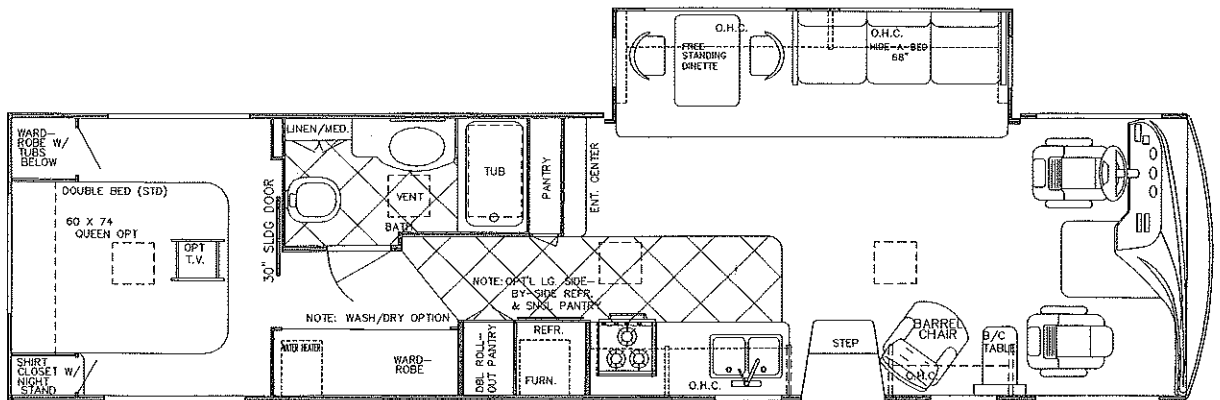 WARD-
ROBE W/
TUBS
BELOW
DOUBLE BED (STD)
60 X 74
QUEEN OPT
OPT
T.V.
SHIRT
CLOSET W/
NIGHT
STAND
30" SLDG DOOR
LINEN/MED.
VENT
BATH
TUB
PANTRY
ENT. CENTER
NOTE: OPT'L LG. SIDE-
BY-SIDE REFR.
& SNGL PANTRY
NOTE: WASH/DRY OPTION
WATER HEATER
WARD-
ROBE
DBL ROLL-
OUT PANTRY
REFR.
FURN.
O.H.C.
O.H.C.
FREE
STANDING
DINETTE
O.H.C.
HIDE-A-BED
68"
STEP
BARREL
CHAIR
O.H.C.
B/C
TABLE